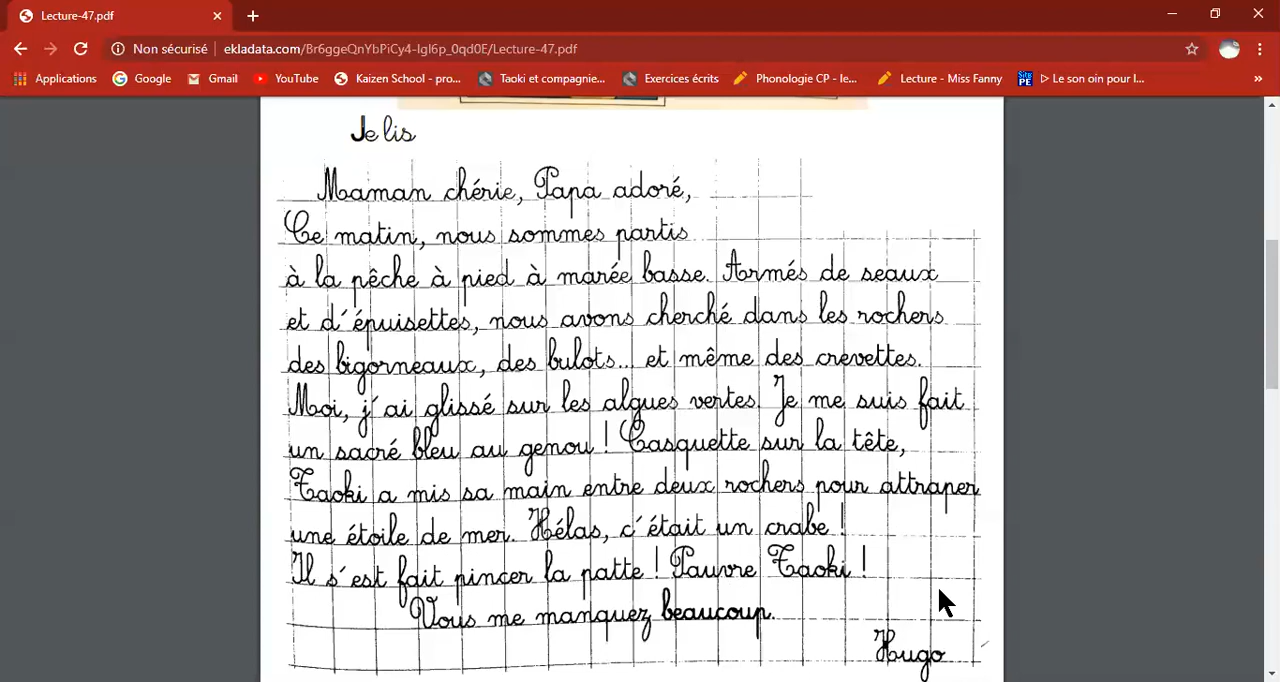 Lecture-47.pdf
Non sécurisé ekladata.com/Br6ggeQnYbPiCy4-Igl6p_0qd0E/Lecture-47.pdf
Applications Google Gmail YouTube Kaizen School - pro... Taoki et compagnie... Exercices écrits Phonologie CP - le... Lecture - Miss Fanny ▷ Le son oin pour l... »
Je lis
Maman chérie, Papa adoré,
Ce matin, nous sommes partis
à la pêche à pied à marée basse. Armés de seaux
et d'épuisettes, nous avons cherché dans les rochers
des bigorneaux, des bulots... et même des crevettes.
Moi, j'ai glissé sur les algues vertes. Je me suis fait
un sacré bleu au genou ! Casquette sur la tête,
Taoki a mis sa main entre deux rochers pour attraper
une étoile de mer. Hélas, c'était un crabe !
Il s'est fait pincer la patte ! Pauvre Taoki !
Vous me manquez beaucoup.
Hugo